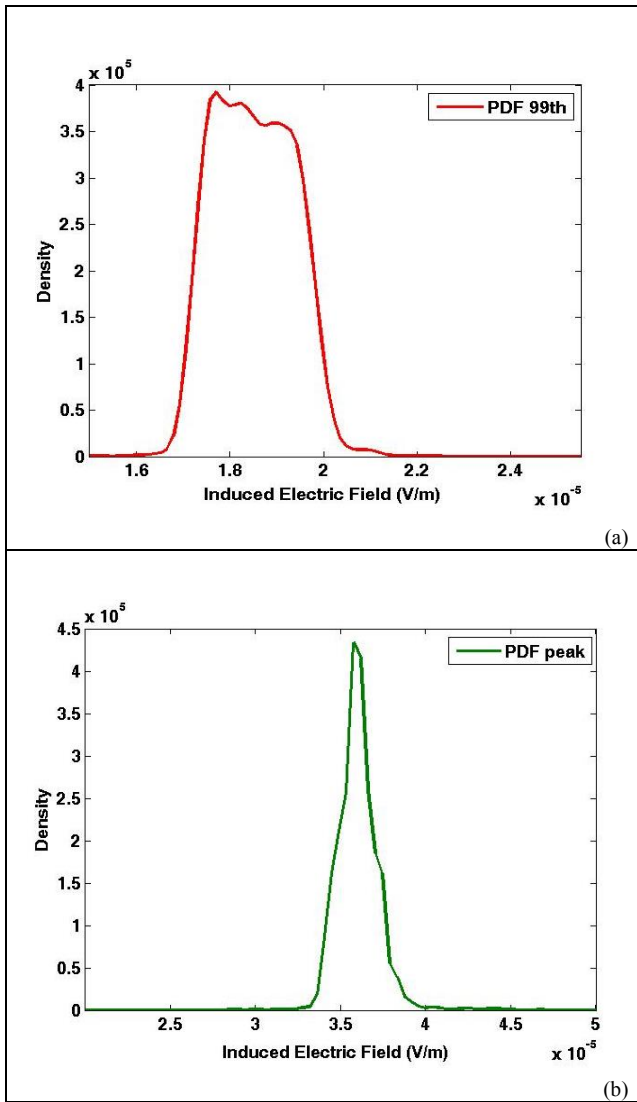 x 10^5
4
3.5
3
2.5
2
1.5
1
0.5
0
Density
PDF 99th
1.6 1.8 2 2.2 2.4
Induced Electric Field (V/m)
x 10^-5
(a)
x 10^5
4.5
4
3.5
3
2.5
2
1.5
1
0.5
0
Density
PDF peak
2.5 3 3.5 4 4.5 5
Induced Electric Field (V/m)
x 10^-5
(b)